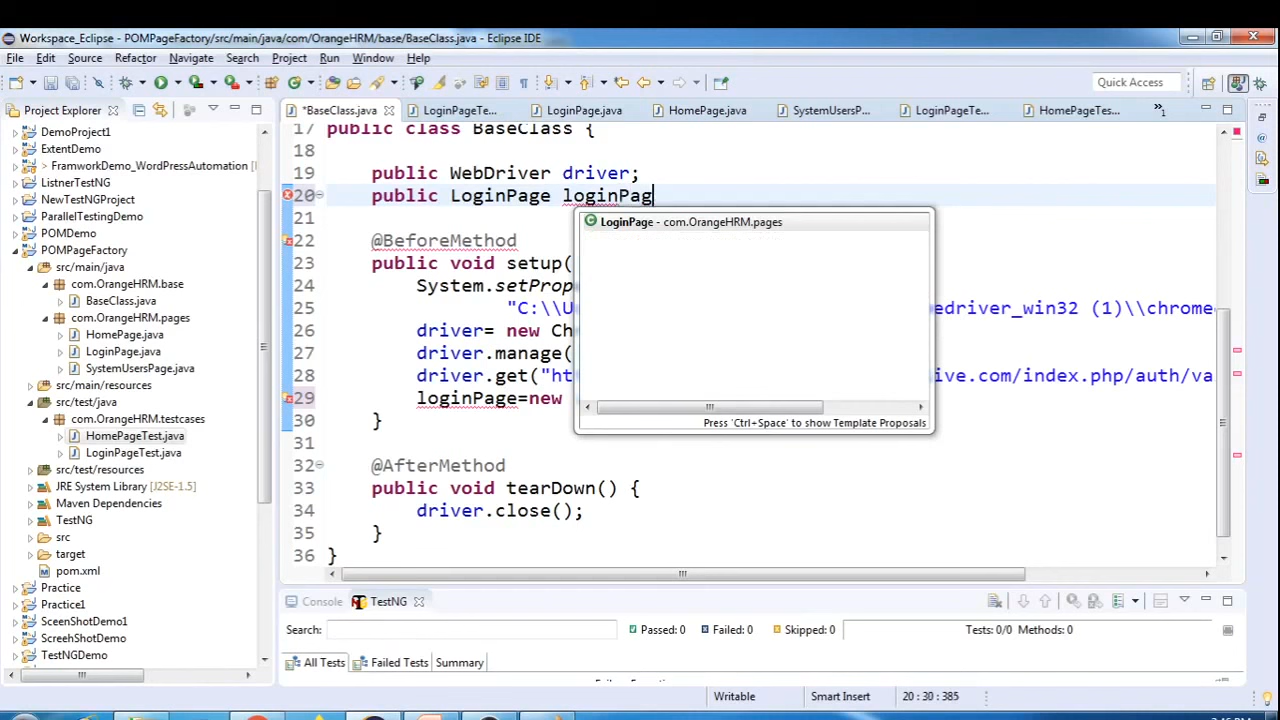 Workspace_Eclipse - POMPageFactory/src/main/java/com/OrangeHRM/base/BaseClass.java - Eclipse IDE
File Edit Source Refactor Navigate Search Project Run Window Help
Quick Access
Project Explorer
*BaseClass.java LoginPageTe... LoginPage.java HomePage.java SystemUsersP... LoginPageTe... HomePageTes... »1
DemoProject1
ExtentDemo
> FramworkDemo_WordPressAutomation [
ListnerTestNG
NewTestNGProject
ParallelTestingDemo
POMDemo
POMPageFactory
src/main/java
com.OrangeHRM.base
BaseClass.java
com.OrangeHRM.pages
HomePage.java
LoginPage.java
SystemUsersPage.java
src/main/resources
src/test/java
com.OrangeHRM.testcases
HomePageTest.java
LoginPageTest.java
src/test/resources
JRE System Library [J2SE-1.5]
Maven Dependencies
TestNG
src
target
pom.xml
Practice
Practice1
SceenShotDemo1
ScreehShotDemo
TestNGDemo
17 public class BaseClass {
18
19 public WebDriver driver;
20 public LoginPage loginPag
21
22 @BeforeMethod
23 public void setup(
24 System.setProp
25 "C:\\U edriver_win32 (1)\\chrome
26 driver= new Ch
27 driver.manage(
28 driver.get("ht ive.com/index.php/auth/va
29 loginPage=new
30 }
31
32 @AfterMethod
33 public void tearDown() {
34 driver.close();
35 }
36 }
LoginPage - com.OrangeHRM.pages
Press 'Ctrl+Space' to show Template Proposals
Console TestNG
Search: Passed: 0 Failed: 0 Skipped: 0 Tests: 0/0 Methods: 0
All Tests Failed Tests Summary
Writable Smart Insert 20 : 30 : 385